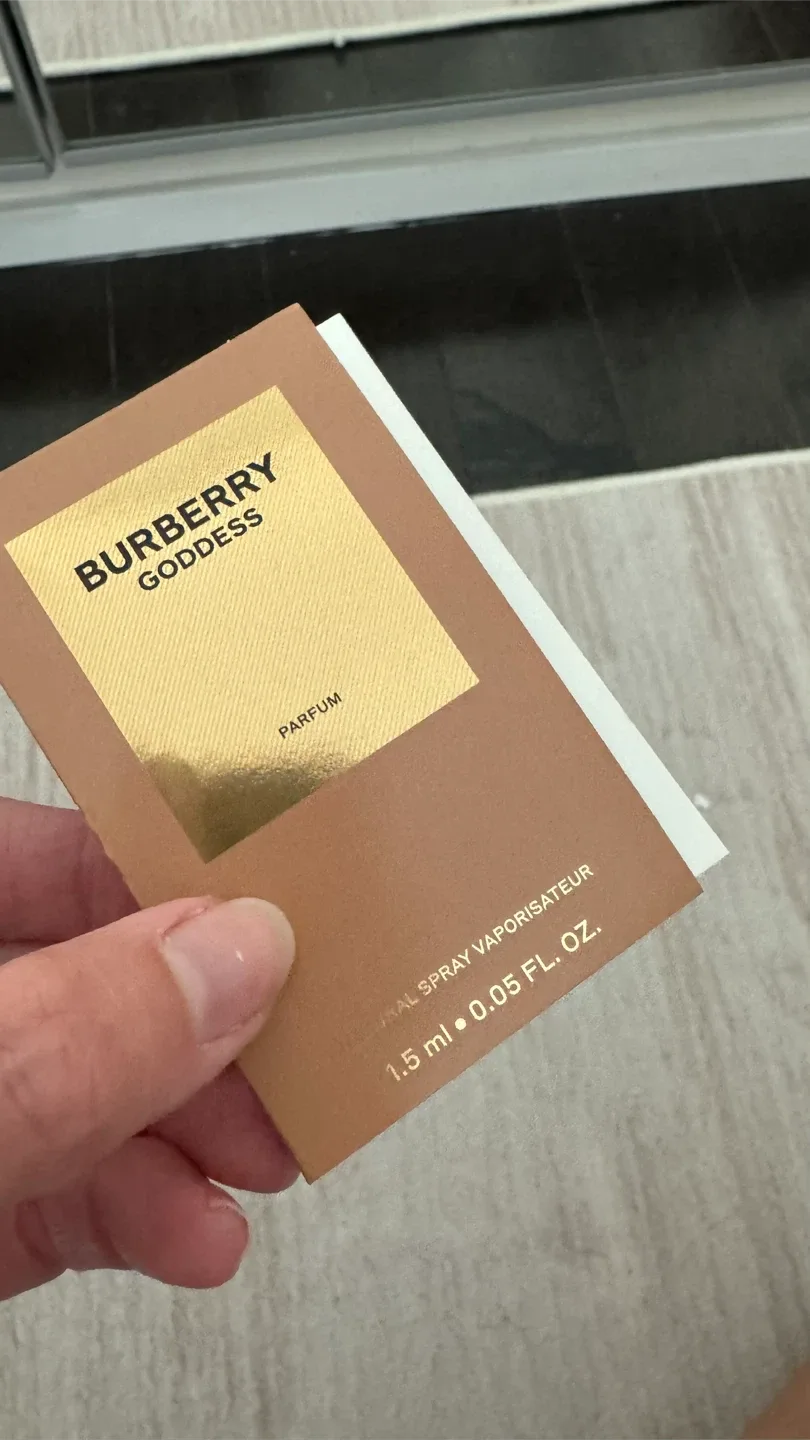 BURBERRY
GODDESS
PARFUM
SPRAY VAPORISATEUR
1.5 ml • 0.05 FL. OZ.